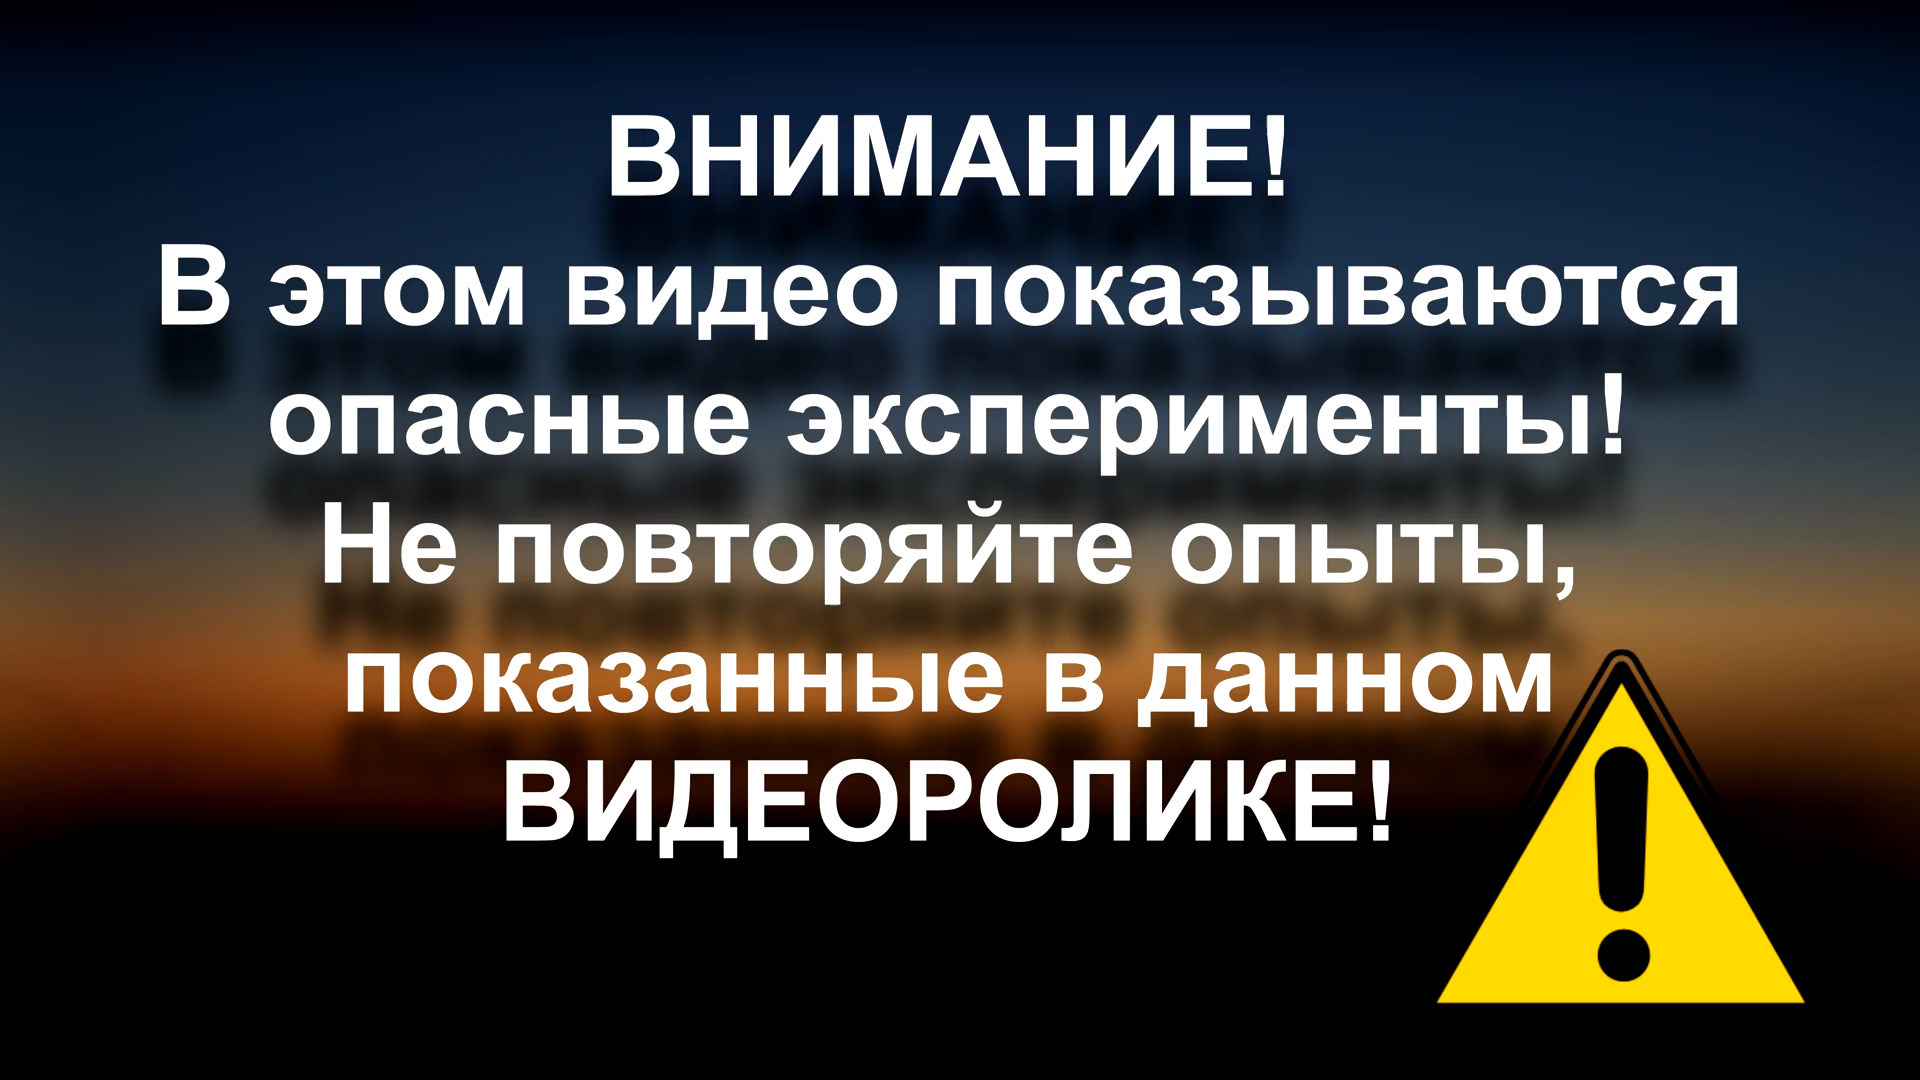 ВНИМАНИЕ!
В этом видео показываются
опасные эксперименты!
Не повторяйте опыты,
показанные в данном
ВИДЕОРОЛИКЕ!